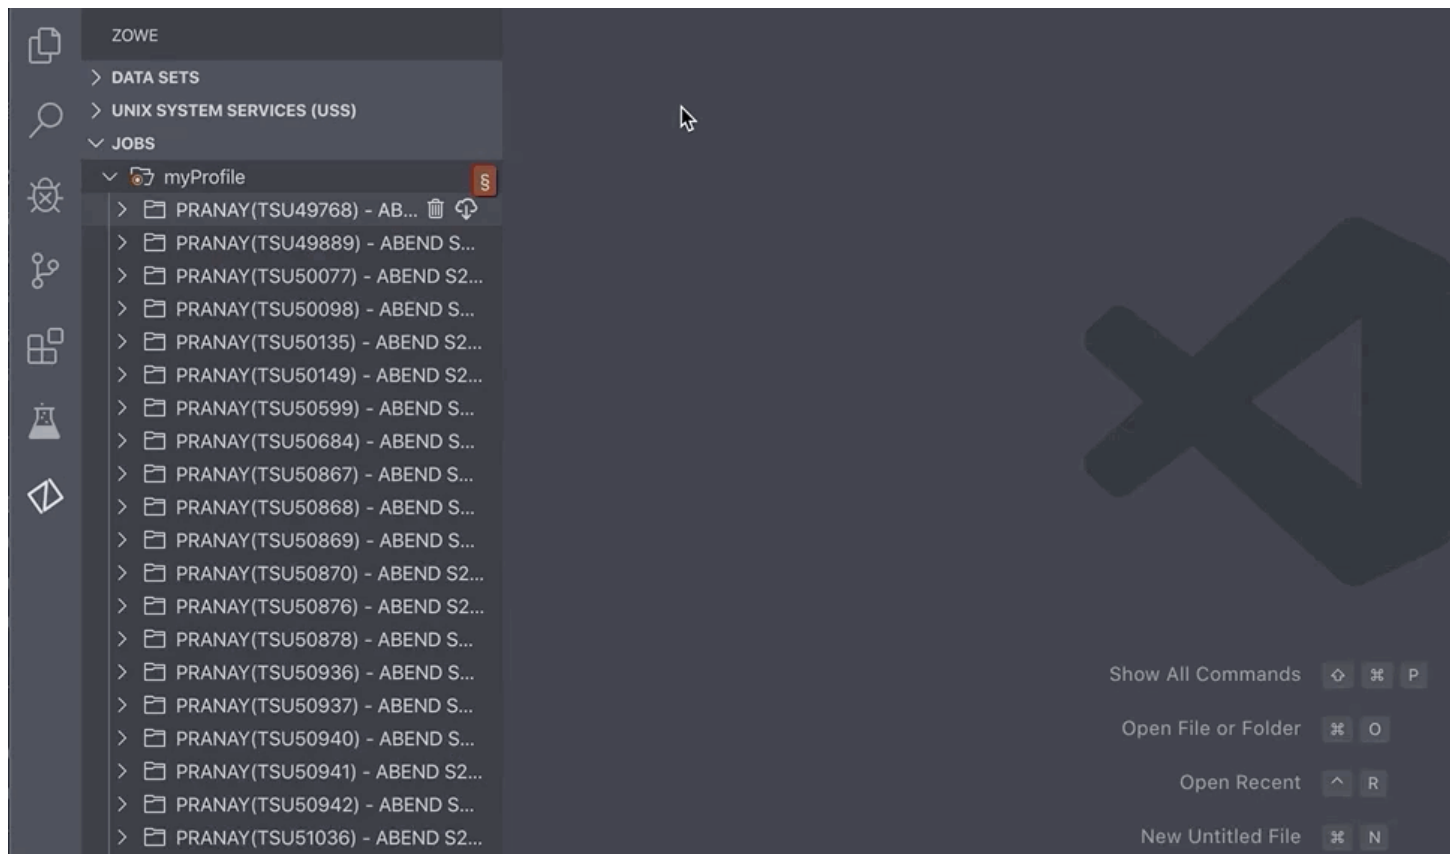 ZOWE
DATA SETS
UNIX SYSTEM SERVICES (USS)
JOBS
myProfile §
PRANAY(TSU49768) - AB...
PRANAY(TSU49889) - ABEND S...
PRANAY(TSU50077) - ABEND S2...
PRANAY(TSU50098) - ABEND S...
PRANAY(TSU50135) - ABEND S2...
PRANAY(TSU50149) - ABEND S2...
PRANAY(TSU50599) - ABEND S...
PRANAY(TSU50684) - ABEND S...
PRANAY(TSU50867) - ABEND S...
PRANAY(TSU50868) - ABEND S...
PRANAY(TSU50869) - ABEND S...
PRANAY(TSU50870) - ABEND S2...
PRANAY(TSU50876) - ABEND S2...
PRANAY(TSU50878) - ABEND S...
PRANAY(TSU50936) - ABEND S...
PRANAY(TSU50937) - ABEND S...
PRANAY(TSU50940) - ABEND S...
PRANAY(TSU50941) - ABEND S2...
PRANAY(TSU50942) - ABEND S...
PRANAY(TSU51036) - ABEND S2...
Show All Commands ⇧ ⌘ P
Open File or Folder ⌘ O
Open Recent ^ R
New Untitled File ⌘ N